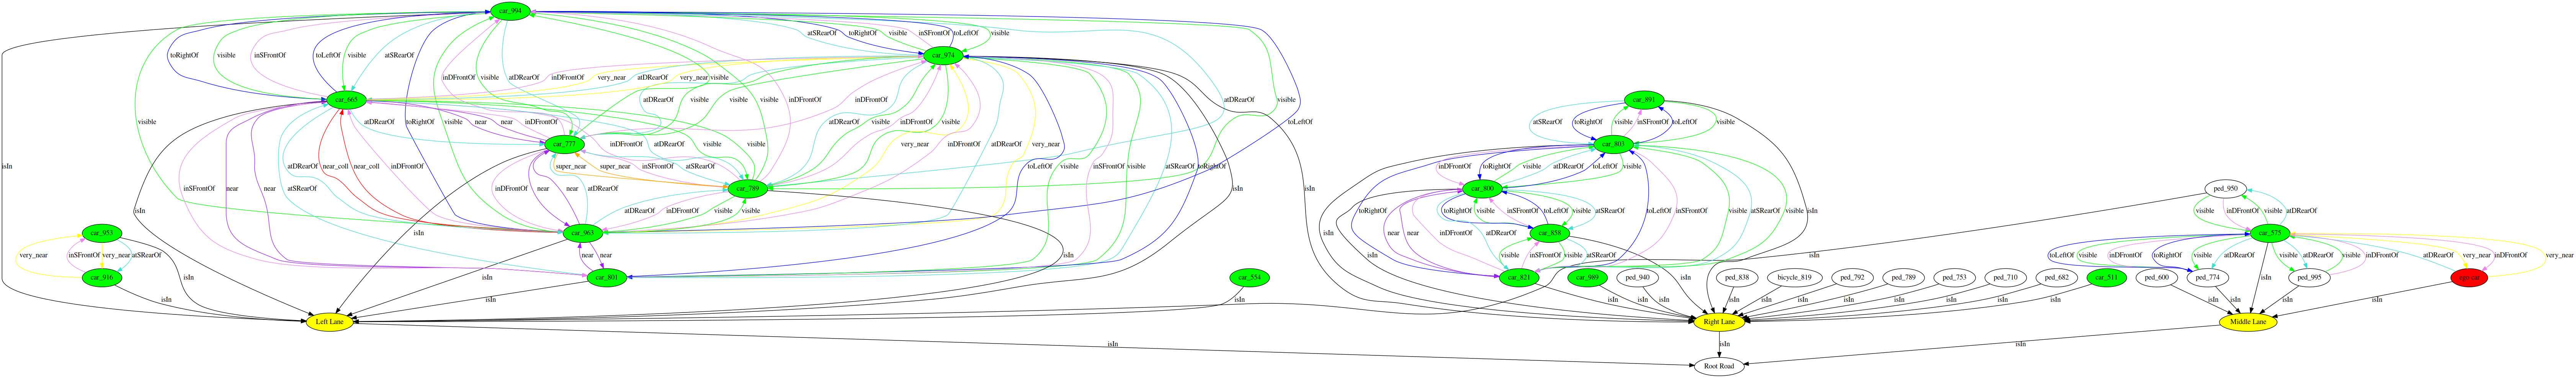 car_994
car_974
toRightOf visible inSFrontOf toLeftOf visible atSRearOf
atSRearOf toRightOf visible inSFrontOf toLeftOf visible
inDFrontOf visible atDRearOf inDFrontOf very_near atDRearOf very_near visible
car_665
car_991
visible atDRearOf near near inDFrontOf toRightOf visible
atDRearOf visible inDFrontOf visible visible inDFrontOf atDRearOf visible toLeftOf
atSRearOf toRightOf visible inSFrontOf toLeftOf visible
car_777
car_803
isIn
atDRearOf near_coll near_coll inDFrontOf
super_near super_near inSFrontOf atSRearOf inDFrontOf visible atDRearOf
very_near inDFrontOf atDRearOf very_near
inDFrontOf toRightOf visible atDRearOf toLeftOf visible
car_789
car_800
ped_950
inSFrontOf near near atSRearOf
inDFrontOf near near atDRearOf
toLeftOf visible inSFrontOf visible atSRearOf toRightOf isIn isIn
toRightOf near near inDFrontOf atDRearOf
toRightOf visible inSFrontOf toLeftOf visible atSRearOf
toLeftOf inSFrontOf visible atSRearOf visible isIn
visible inDFrontOf visible atDRearOf
car_953
car_963
car_838
car_575
isIn
atDRearOf inDFrontOf visible visible
very_near inSFrontOf very_near atSRearOf
isIn isIn
near near
visible inSFrontOf visible atSRearOf
toLeftOf visible inDFrontOf toRightOf visible atDRearOf
visible atDRearOf visible inDFrontOf
atDRearOf very_near inDFrontOf very_near
car_916
car_801
car_554
car_821
car_989
ped_940
ped_838
bicycle_819
ped_792
ped_789
ped_753
ped_710
ped_682
car_511
ped_600
ped_774
ped_995
ego car
isIn isIn isIn isIn isIn isIn isIn isIn isIn isIn isIn isIn isIn isIn isIn isIn isIn isIn
Left Lane
Right Lane
Middle Lane
isIn isIn isIn
Root Road